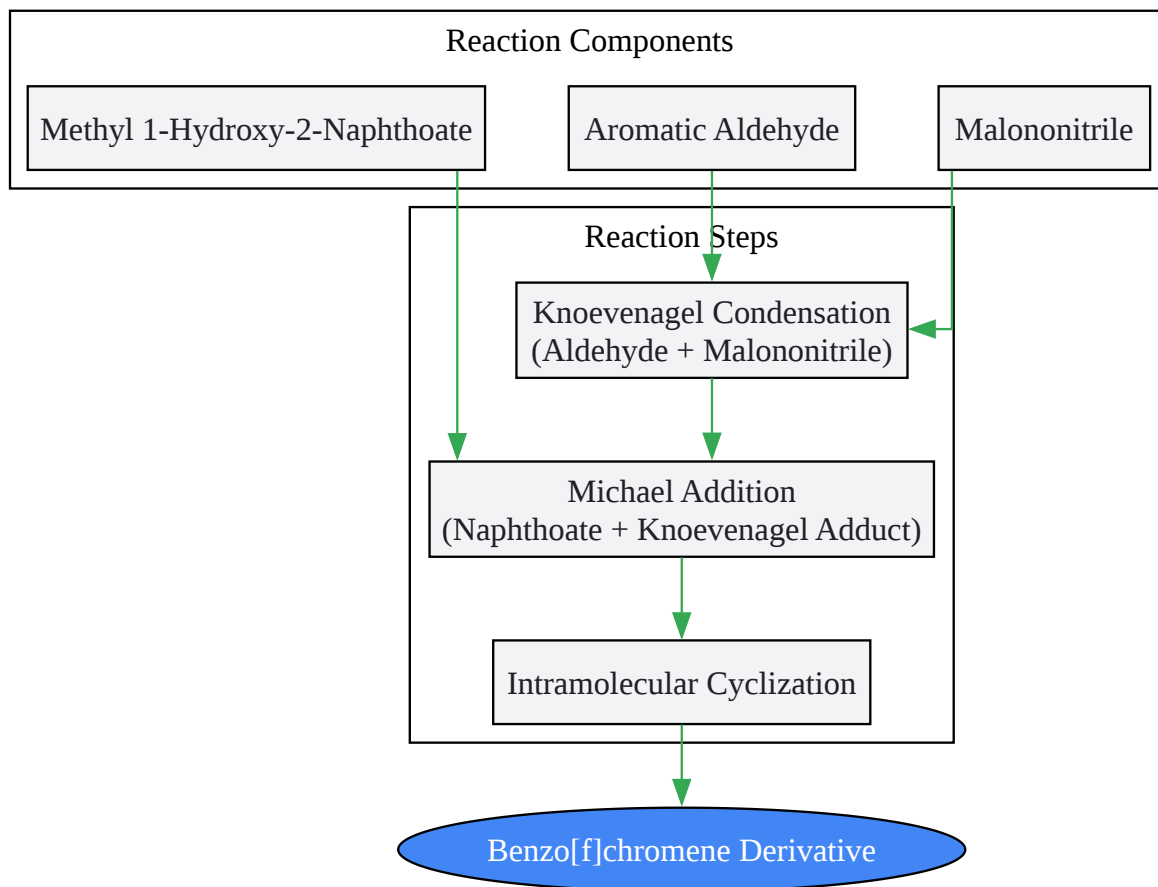 Reaction Components
Methyl 1-Hydroxy-2-Naphthoate
Aromatic Aldehyde
Malononitrile
Reaction Steps
Knoevenagel Condensation
(Aldehyde + Malononitrile)
Michael Addition
(Naphthoate + Knoevenagel Adduct)
Intramolecular Cyclization
Benzo[f]chromene Derivative